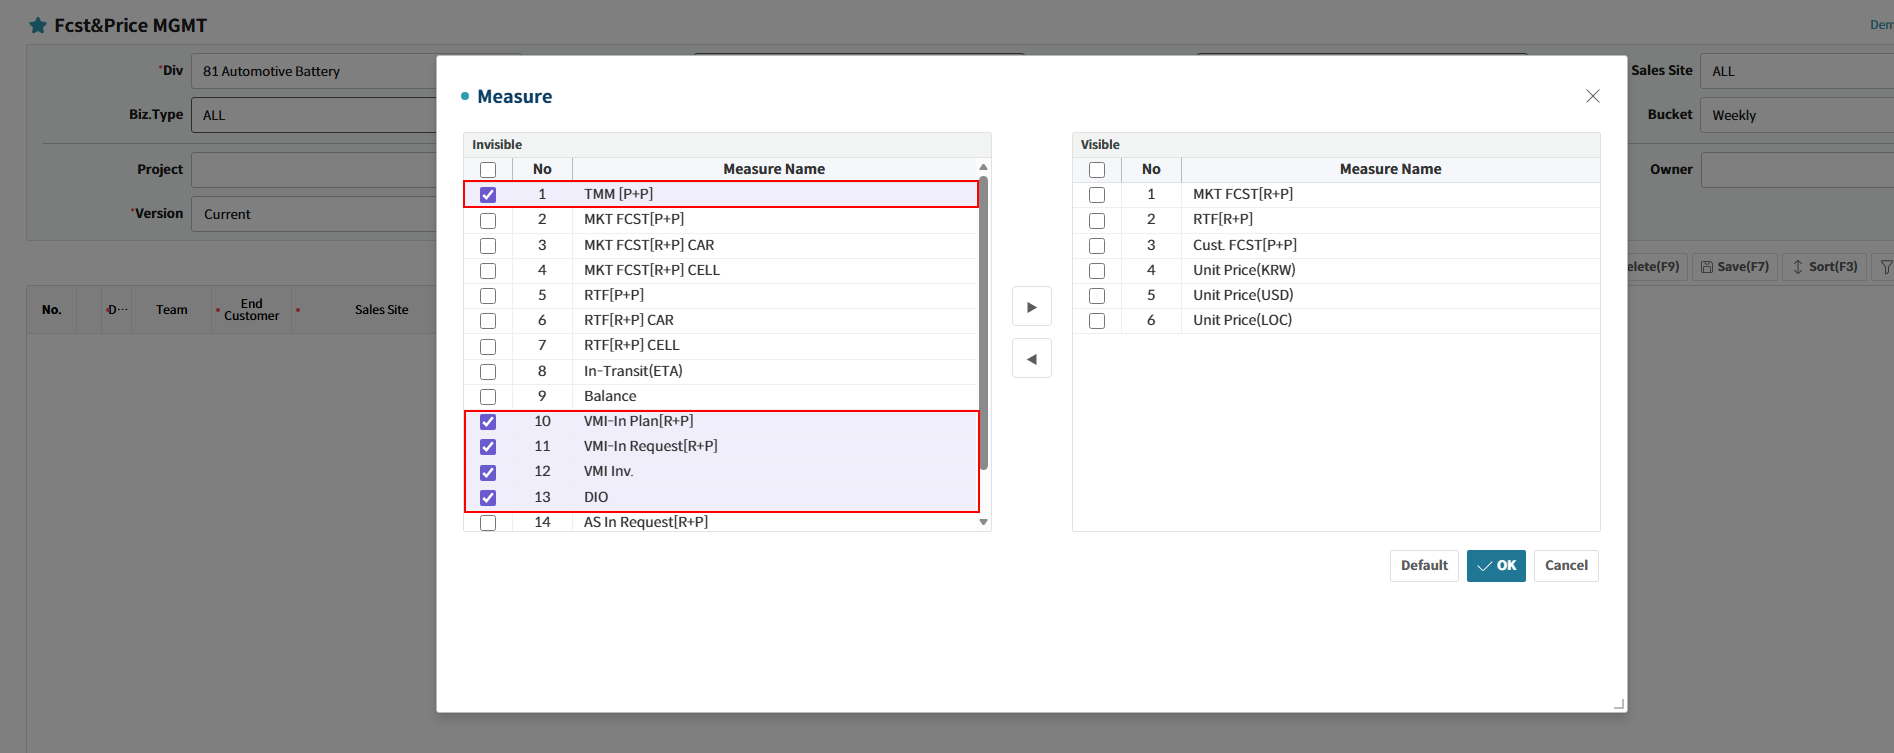 Fcst&Price MGMT
Dem
*Div 81 Automotive Battery
Sales Site ALL
Biz.Type ALL
Bucket Weekly
Project
Owner
*Version Current
elete(F9) Save(F7) Sort(F3)
No. *D··· Team * End Customer * Sales Site
Measure
Invisible
No Measure Name
1 TMM [P+P]
2 MKT FCST[P+P]
3 MKT FCST[R+P] CAR
4 MKT FCST[R+P] CELL
5 RTF[P+P]
6 RTF[R+P] CAR
7 RTF[R+P] CELL
8 In-Transit(ETA)
9 Balance
10 VMI-In Plan[R+P]
11 VMI-In Request[R+P]
12 VMI Inv.
13 DIO
14 AS In Request[R+P]
Visible
No Measure Name
1 MKT FCST[R+P]
2 RTF[R+P]
3 Cust. FCST[P+P]
4 Unit Price(KRW)
5 Unit Price(USD)
6 Unit Price(LOC)
Default OK Cancel